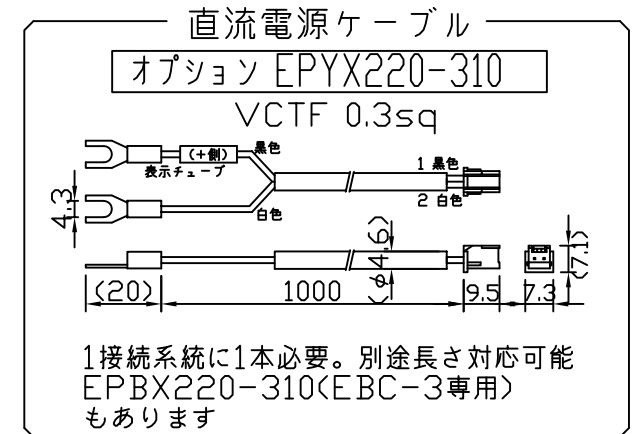 直流電源ケーブル
オプション EPYX220-310
VCTF 0.3sq
(+側)
黒色
表示チューブ
1 黒色
2 白色
白色
4.3
(φ4.6)
(7.1)
(20)
1000
9.5
7.3
1接続系統に1本必要。別途長さ対応可能
EPBX220-310(EBC-3専用)
もあります